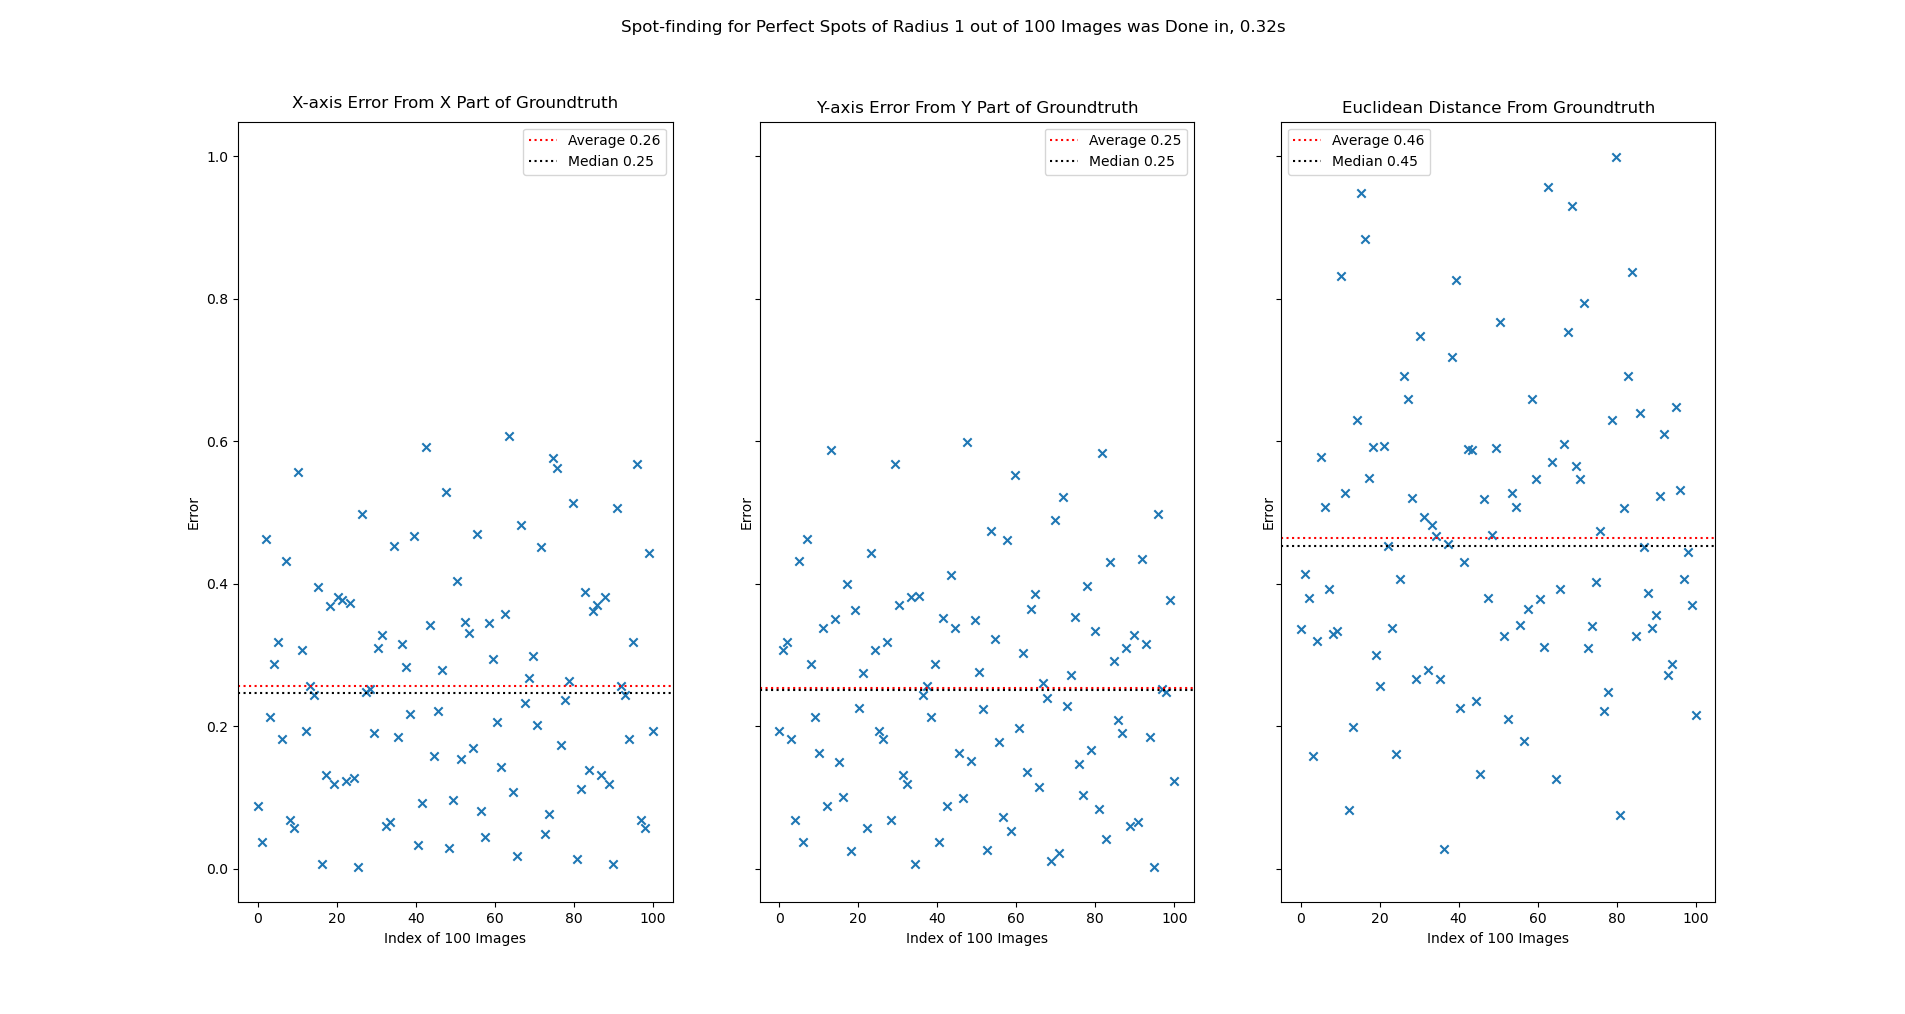 Spot-finding for Perfect Spots of Radius 1 out of 100 Images was Done in, 0.32s
X-axis Error From X Part of Groundtruth
Average 0.26
Median 0.25
1.0
0.8
0.6
0.4
0.2
0.0
Error
0 20 40 60 80 100
Index of 100 Images
Y-axis Error From Y Part of Groundtruth
Average 0.25
Median 0.25
Error
0 20 40 60 80 100
Index of 100 Images
Euclidean Distance From Groundtruth
Average 0.46
Median 0.45
Error
0 20 40 60 80 100
Index of 100 Images